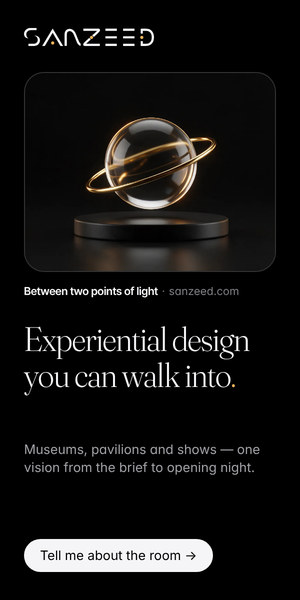 SANZEED
Between two points of light · sanzeed.com
Experiential design
you can walk into.
Museums, pavilions and shows — one
vision from the brief to opening night.
Tell me about the room →